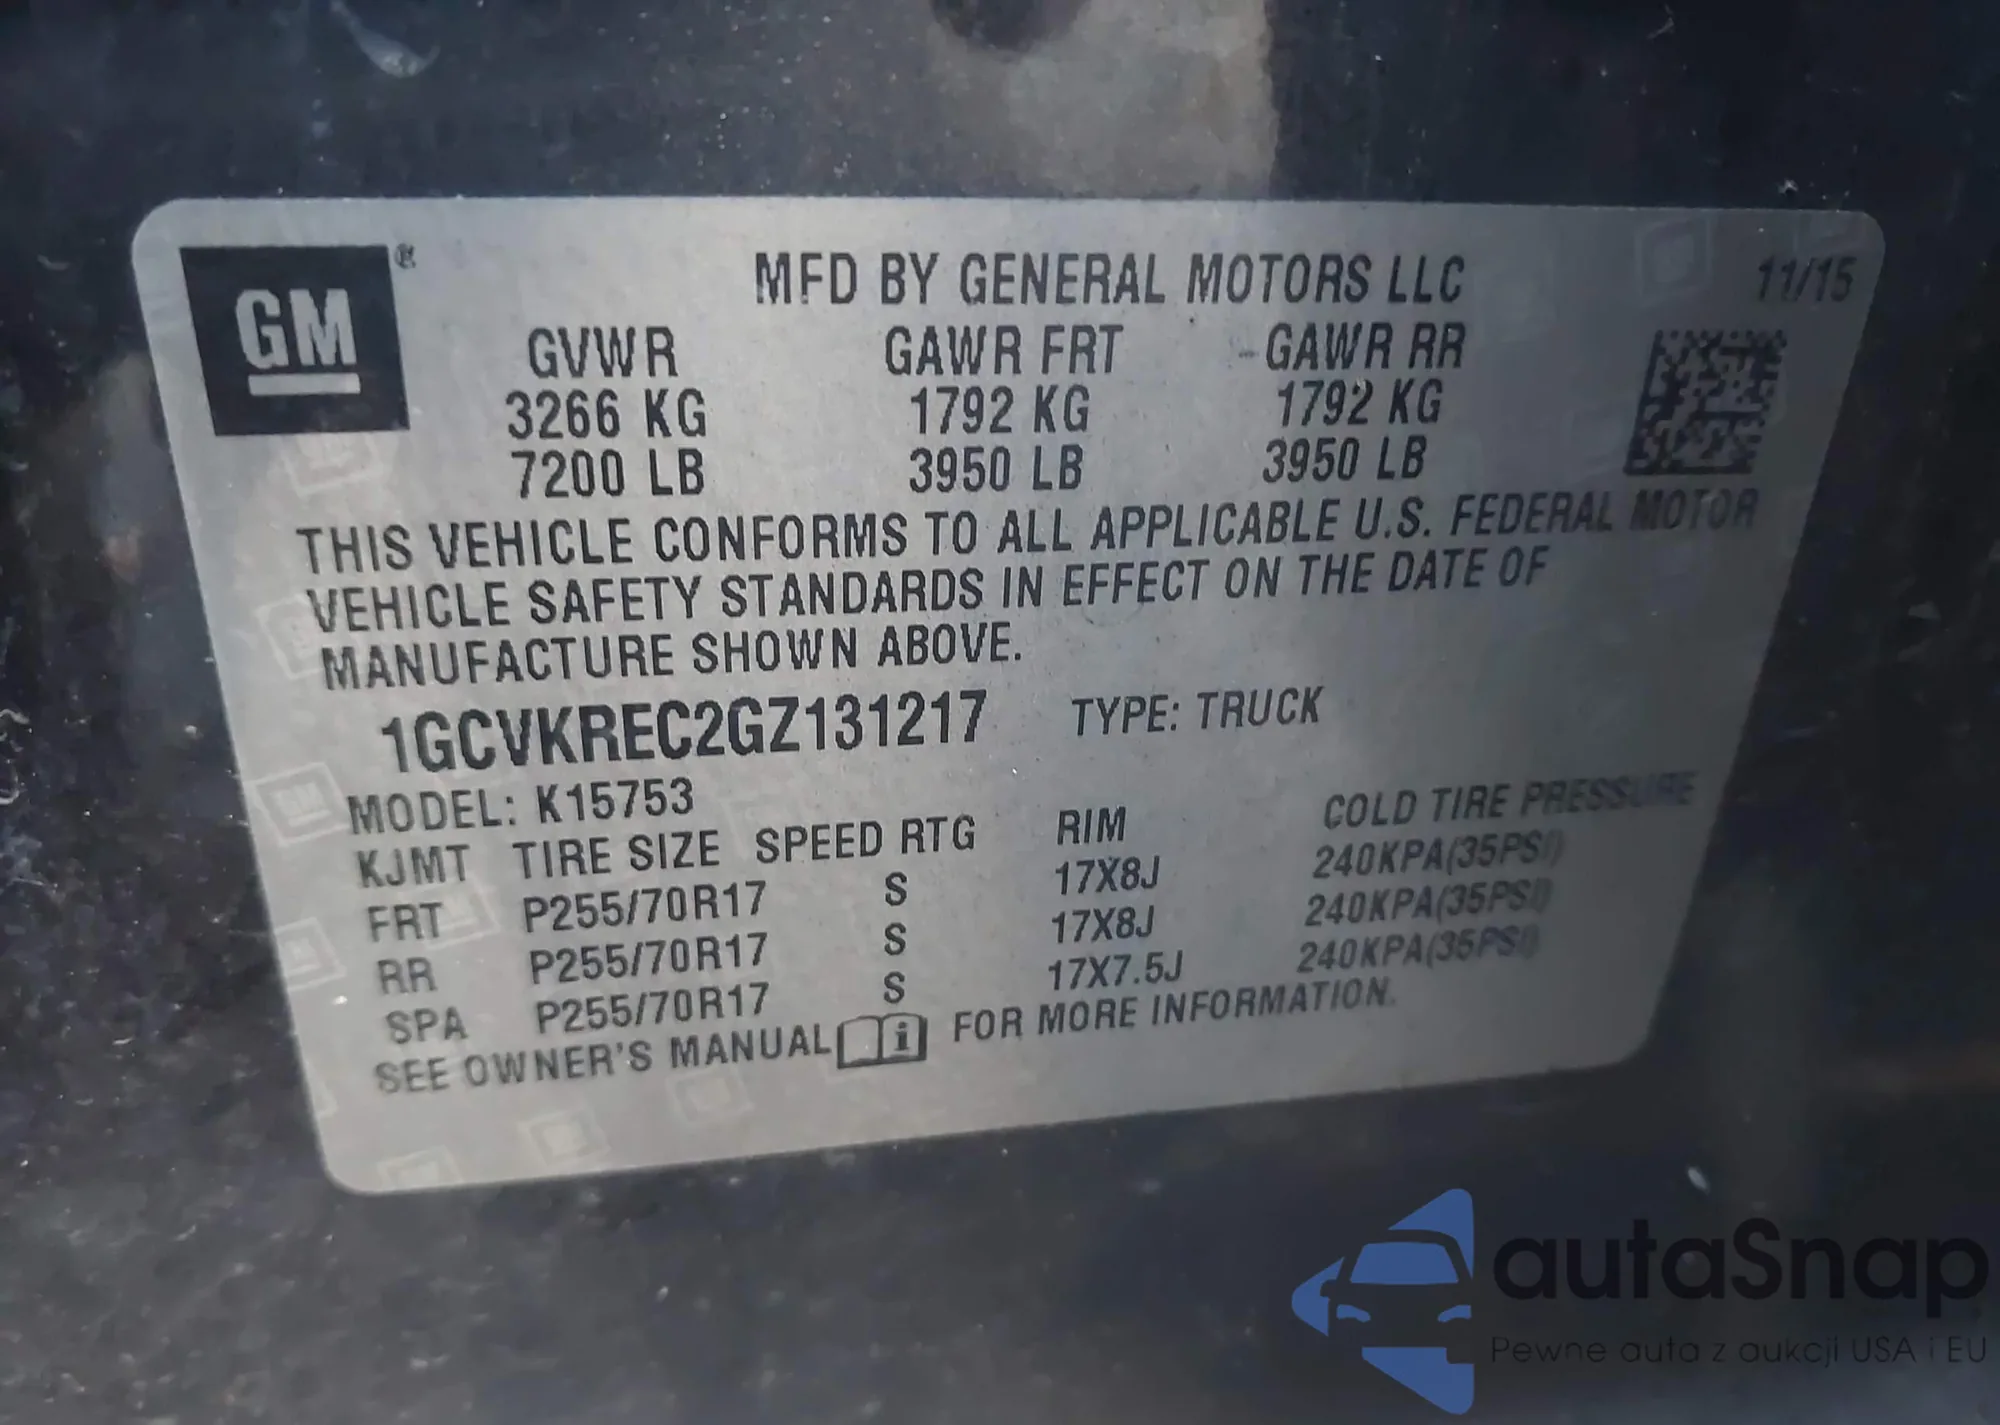 GM ®
MFD BY GENERAL MOTORS LLC 11/15
GVWR GAWR FRT GAWR RR
3266 KG 1792 KG 1792 KG
7200 LB 3950 LB 3950 LB
THIS VEHICLE CONFORMS TO ALL APPLICABLE U.S. FEDERAL MOTOR
VEHICLE SAFETY STANDARDS IN EFFECT ON THE DATE OF
MANUFACTURE SHOWN ABOVE.
1GCVKREC2GZ131217 TYPE: TRUCK
MODEL: K15753
KJMT TIRE SIZE SPEED RTG RIM COLD TIRE PRESSURE
FRT P255/70R17 S 17X8J 240KPA(35PSI)
RR P255/70R17 S 17X8J 240KPA(35PSI)
SPA P255/70R17 S 17X7.5J 240KPA(35PSI)
SEE OWNER'S MANUAL i FOR MORE INFORMATION.
autaSnap
Pewne auta z aukcji USA i EU